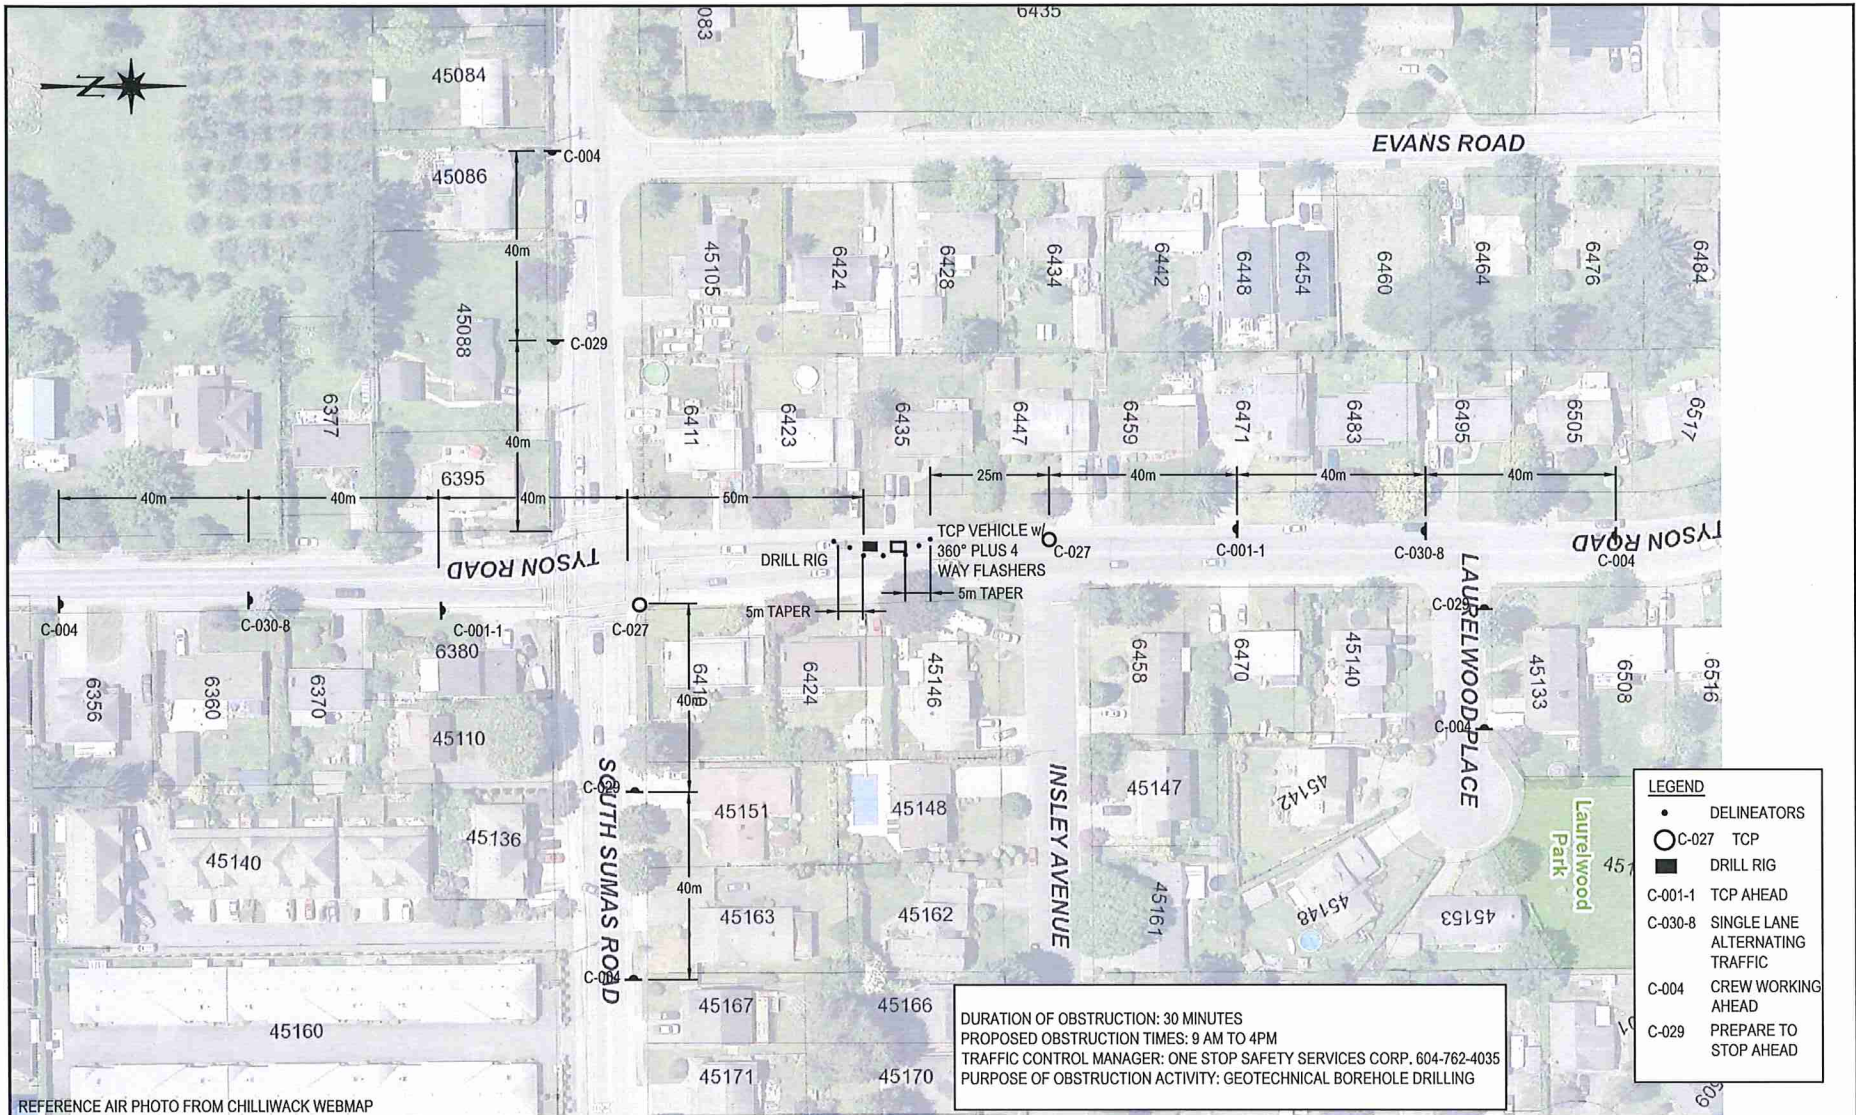 083
6435
45084
N
C-004
EVANS ROAD
45086
40m
45105
6424
6428
6434
6442
6448
6454
6460
6464
6476
6484
45088
C-029
6377
6411
6423
6435
6447
6459
6471
6483
6495
6505
6517
6395
40m
40m
40m
40m
50m
25m
40m
40m
40m
TYSON ROAD
DRILL RIG
TCP VEHICLE w/
360° PLUS 4
WAY FLASHERS
C-027
C-001-1
C-030-8
TYSON ROAD
C-004
5m TAPER
5m TAPER
C-004
C-030-8
C-001-1
C-027
C-029
LAURELWOOD PLACE
6380
6356
6360
6370
6424
45146
6458
6470
45140
45133
6508
6516
40m
45110
C-004
SOUTH SUMAS ROAD
C-029
45151
45148
INSLEY AVENUE
45147
45142
45140
45136
40m
45163
45162
45161
45148
45153
Laurelwood
Park
C-004
45167
45166
45160
45171
45170
LEGEND
DELINEATORS
C-027 TCP
DRILL RIG
C-001-1 TCP AHEAD
C-030-8 SINGLE LANE
ALTERNATING
TRAFFIC
C-004 CREW WORKING
AHEAD
C-029 PREPARE TO
STOP AHEAD
DURATION OF OBSTRUCTION: 30 MINUTES
PROPOSED OBSTRUCTION TIMES: 9 AM TO 4PM
TRAFFIC CONTROL MANAGER: ONE STOP SAFETY SERVICES CORP. 604-762-4035
PURPOSE OF OBSTRUCTION ACTIVITY: GEOTECHNICAL BOREHOLE DRILLING
REFERENCE AIR PHOTO FROM CHILLIWACK WEBMAP